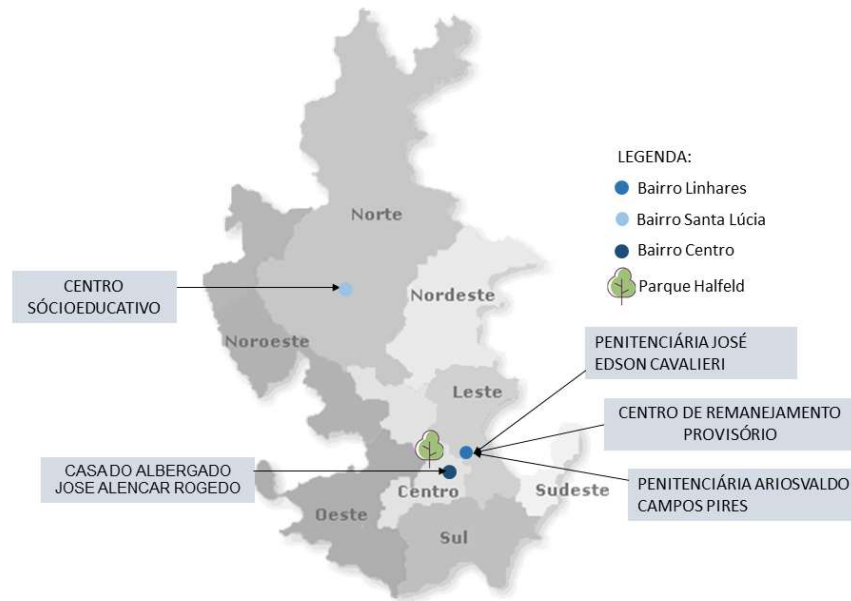 LEGENDA:
Bairro Linhares
Bairro Santa Lúcia
Bairro Centro
Parque Halfeld
Norte
Nordeste
Noroeste
Leste
Centro
Sudeste
Oeste
Sul
CENTRO
SÓCIOEDUCATIVO
PENITENCIÁRIA JOSÉ
EDSON CAVALIERI
CENTRO DE REMANEJAMENTO
PROVISÓRIO
CASA DO ALBERGADO
JOSE ALENCAR ROGEDO
PENITENCIÁRIA ARIOSVALDO
CAMPOS PIRES